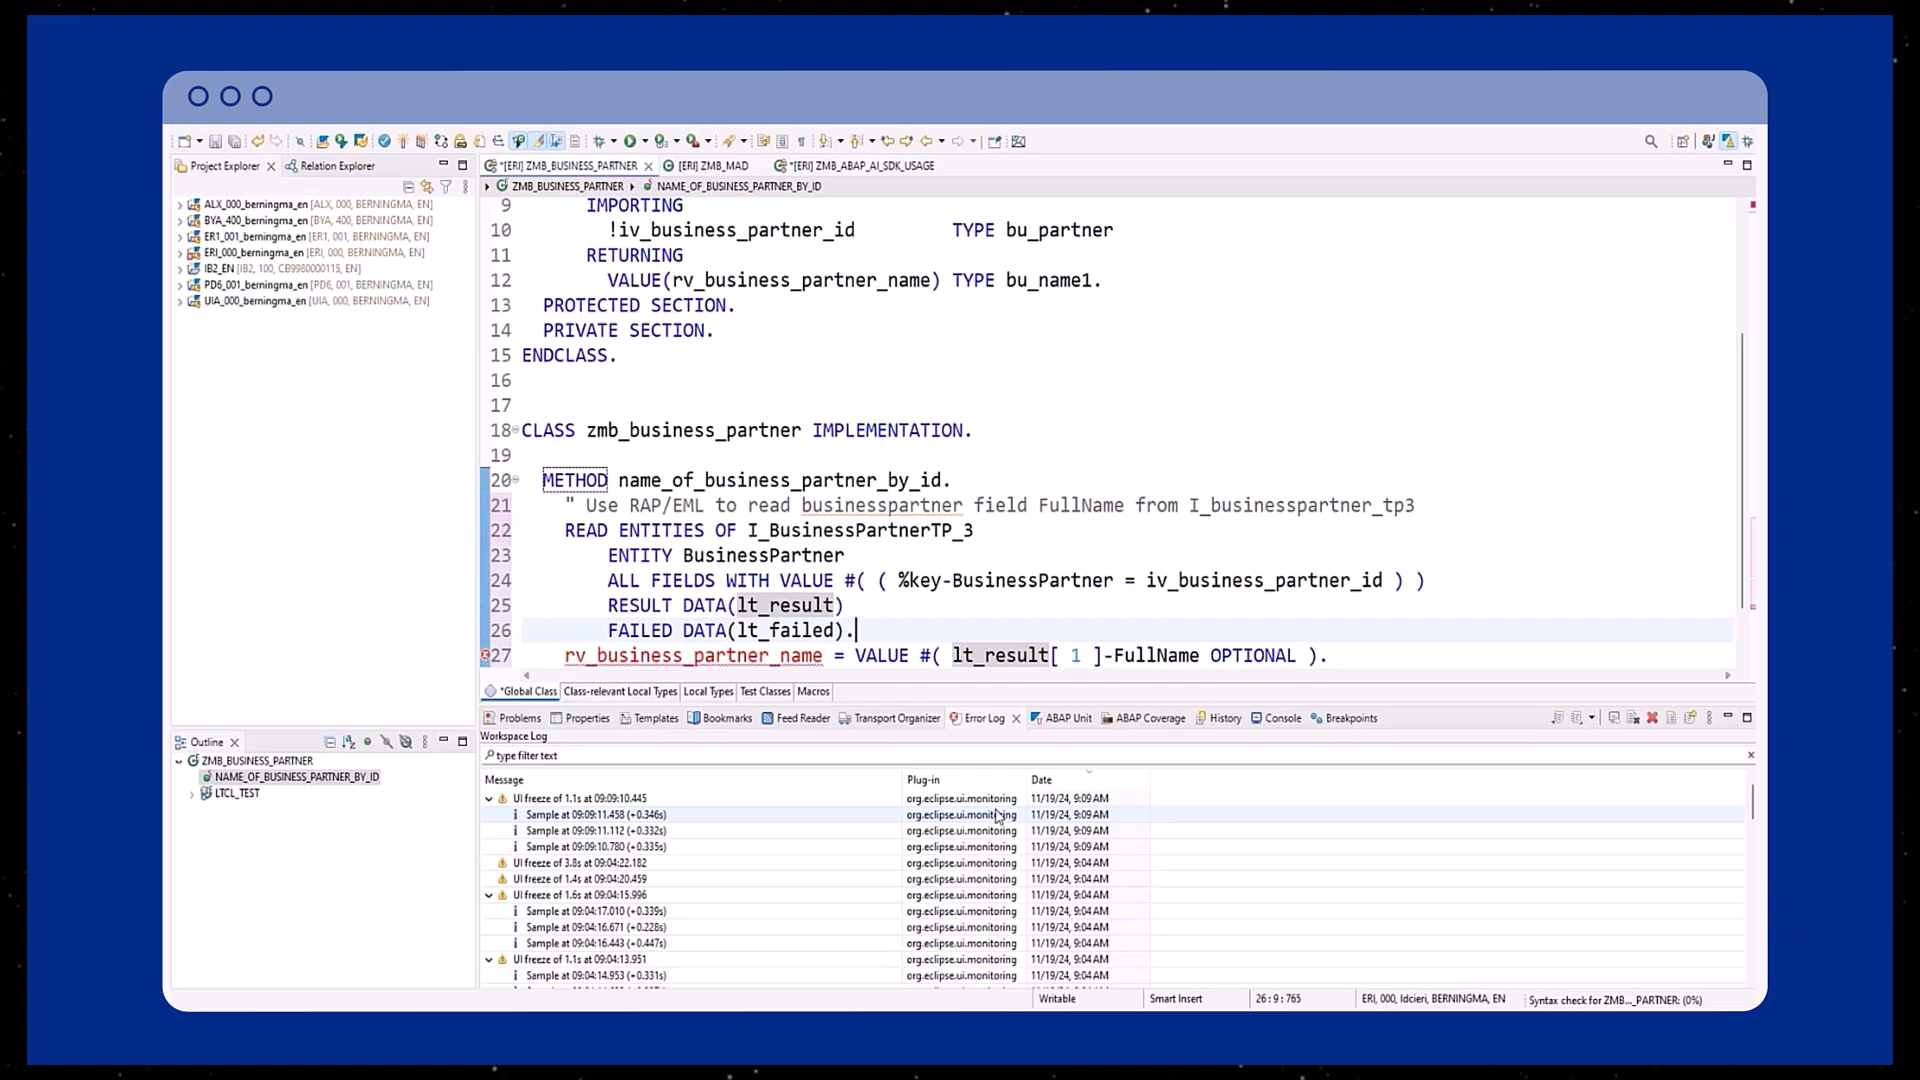 Project Explorer
Relation Explorer
ALX_000_berningma_en [ALX, 000, BERNINGMA, EN]
BYA_400_berningma_en [BYA, 400, BERNINGMA, EN]
ER1_001_berningma_en [ER1, 001, BERNINGMA, EN]
ERI_000_berningma_en [ERI, 000, BERNINGMA, EN]
IB2_EN [IB2, 100, CB9980000115, EN]
PD6_001_berningma_en [PD6, 001, BERNINGMA, EN]
UIA_000_berningma_en [UIA, 000, BERNINGMA, EN]
*[ERI] ZMB_BUSINESS_PARTNER
[ERI] ZMB_MAD
*[ERI] ZMB_ABAP_AI_SDK_USAGE
ZMB_BUSINESS_PARTNER
NAME_OF_BUSINESS_PARTNER_BY_ID
9 IMPORTING
10 !iv_business_partner_id TYPE bu_partner
11 RETURNING
12 VALUE(rv_business_partner_name) TYPE bu_name1.
13 PROTECTED SECTION.
14 PRIVATE SECTION.
15 ENDCLASS.
16
17
18 CLASS zmb_business_partner IMPLEMENTATION.
19
20 METHOD name_of_business_partner_by_id.
21 " Use RAP/EML to read businesspartner field FullName from I_businesspartner_tp3
22 READ ENTITIES OF I_BusinessPartnerTP_3
23 ENTITY BusinessPartner
24 ALL FIELDS WITH VALUE #( ( %key-BusinessPartner = iv_business_partner_id ) )
25 RESULT DATA(lt_result)
26 FAILED DATA(lt_failed).
27 rv_business_partner_name = VALUE #( lt_result[ 1 ]-FullName OPTIONAL ).
*Global Class Class-relevant Local Types Local Types Test Classes Macros
Problems Properties Templates Bookmarks Feed Reader Transport Organizer Error Log ABAP Unit ABAP Coverage History Console Breakpoints
Workspace Log
type filter text
Message Plug-in Date
UI freeze of 1.1s at 09:09:10.445 org.eclipse.ui.monitoring 11/19/24, 9:09 AM
Sample at 09:09:11.458 (+0.346s) org.eclipse.ui.monitoring 11/19/24, 9:09 AM
Sample at 09:09:11.112 (+0.332s) org.eclipse.ui.monitoring 11/19/24, 9:09 AM
Sample at 09:09:10.780 (+0.335s) org.eclipse.ui.monitoring 11/19/24, 9:09 AM
UI freeze of 3.8s at 09:04:22.182 org.eclipse.ui.monitoring 11/19/24, 9:04 AM
UI freeze of 1.4s at 09:04:20.459 org.eclipse.ui.monitoring 11/19/24, 9:04 AM
UI freeze of 1.6s at 09:04:15.996 org.eclipse.ui.monitoring 11/19/24, 9:04 AM
Sample at 09:04:17.010 (+0.339s) org.eclipse.ui.monitoring 11/19/24, 9:04 AM
Sample at 09:04:16.671 (+0.228s) org.eclipse.ui.monitoring 11/19/24, 9:04 AM
Sample at 09:04:16.443 (+0.447s) org.eclipse.ui.monitoring 11/19/24, 9:04 AM
UI freeze of 1.1s at 09:04:13.951 org.eclipse.ui.monitoring 11/19/24, 9:04 AM
Sample at 09:04:14.953 (+0.331s) org.eclipse.ui.monitoring 11/19/24, 9:04 AM
Outline
ZMB_BUSINESS_PARTNER
NAME_OF_BUSINESS_PARTNER_BY_ID
LTCL_TEST
Writable Smart Insert 26 : 9 : 765 ERI, 000, ldcieri, BERNINGMA, EN Syntax check for ZMB..._PARTNER: (0%)